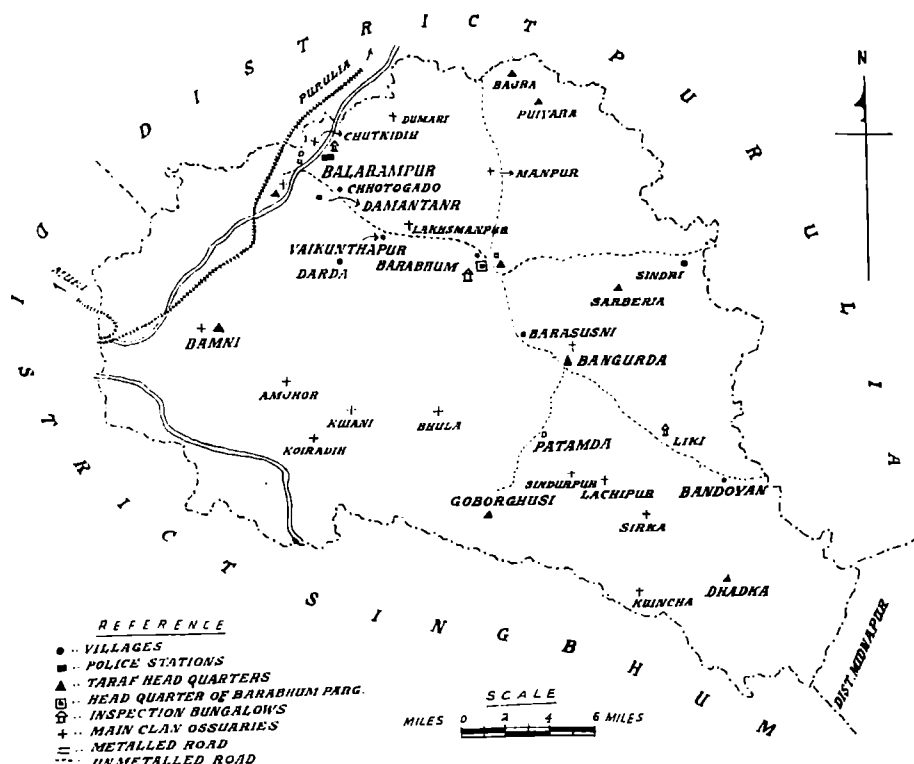 DISTRICT PURULIA
N
PURULIA
BAJRA
PUIYARA
DUMARI
CHUTKIDIH
BALARAMPUR
MANPUR
CHHOTOGADO
DAMANTANR
LAKHSMANPUR
VAIKUNTHAPUR
BARABHUM
DARDA
SINDRI
SARBERIA
MURI
DAMNI
BARASUSNI
BANGURDA
AMJHOR
KUIANI
BHULA
KOIRADIH
PATAMDA
LIKI
SINDURPUR
LACHIPUR
BANDOYAN
GOBORGHUSI
SIRKA
KUINCHA
DHADKA
DISTRICT SINGBHUM
DIST. MIDNAPUR
REFERENCE
.. VILLAGES
.. POLICE STATIONS
.. TARAF HEAD QUARTERS
.. HEAD QUARTER OF BARABHUM PARG.
.. INSPECTION BUNGALOWS
.. MAIN CLAN OSSUARIES
.. METALLED ROAD
.. UNMETALLED ROAD
SCALE
MILES 0 2 4 6 MILES